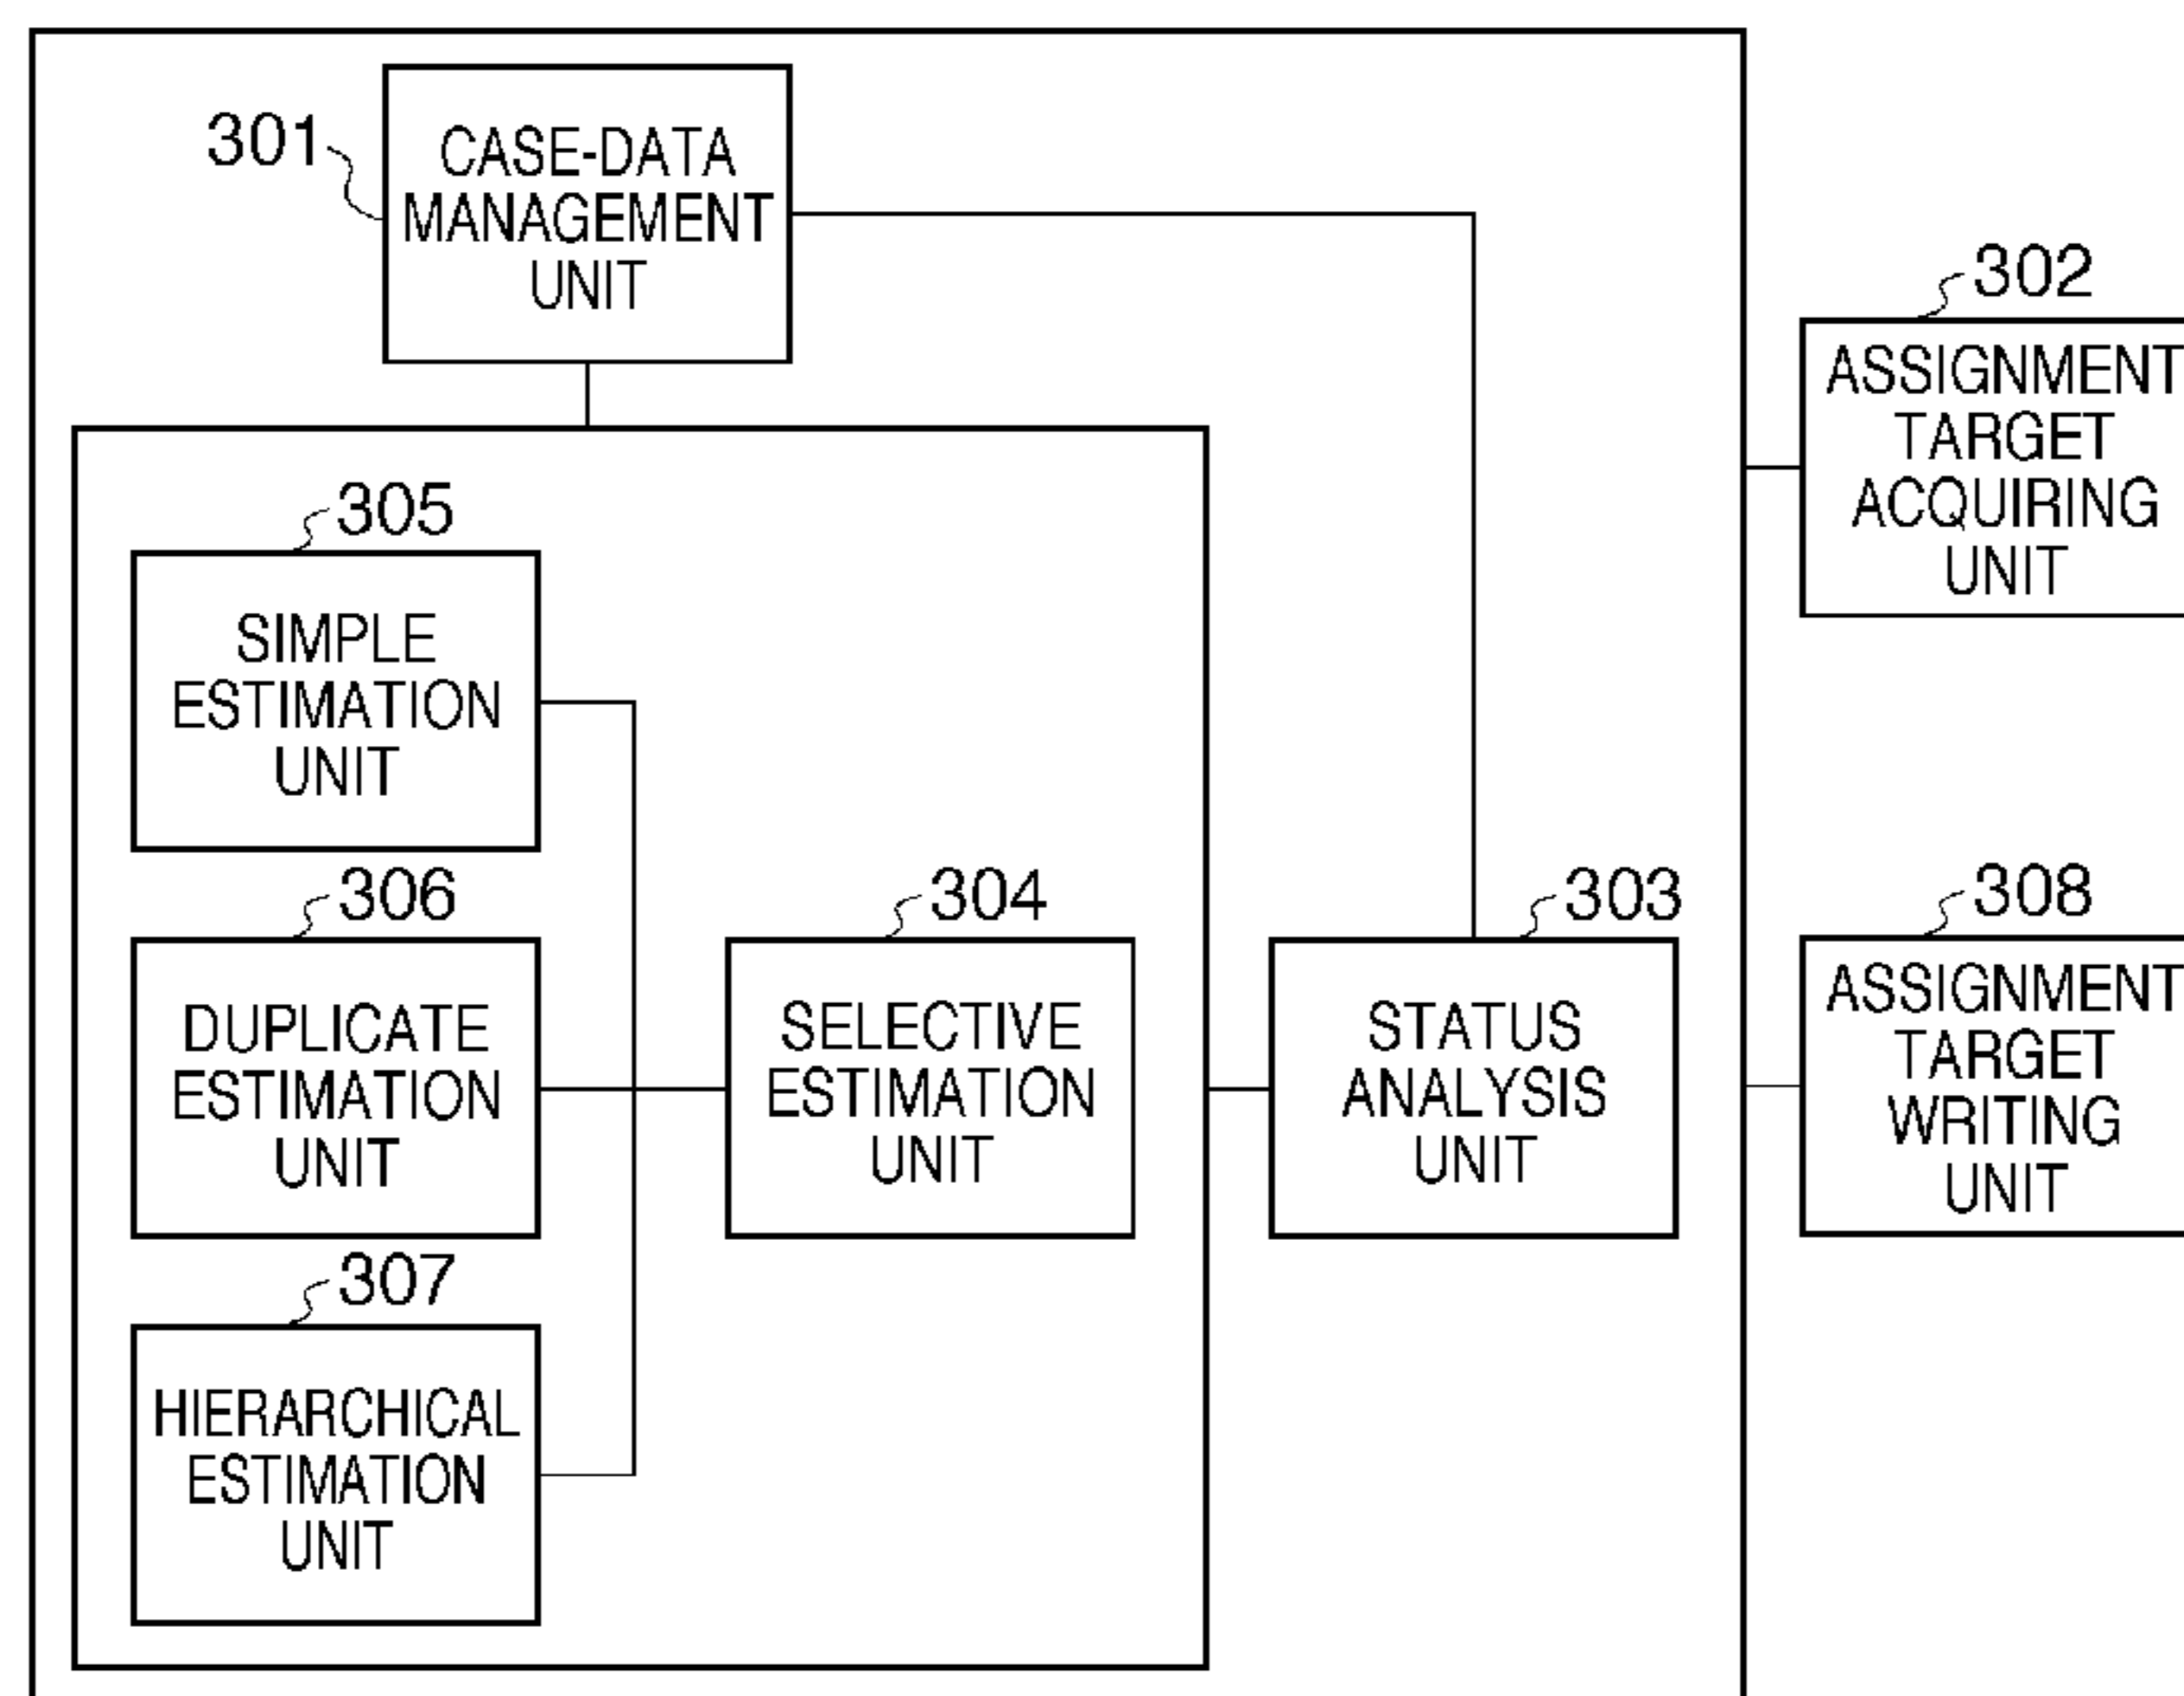 301
CASE-DATA
MANAGEMENT
UNIT
302
ASSIGNMENT
TARGET
ACQUIRING
UNIT
305
SIMPLE
ESTIMATION
UNIT
306
DUPLICATE
ESTIMATION
UNIT
304
SELECTIVE
ESTIMATION
UNIT
303
STATUS
ANALYSIS
UNIT
308
ASSIGNMENT
TARGET
WRITING
UNIT
307
HIERARCHICAL
ESTIMATION
UNIT